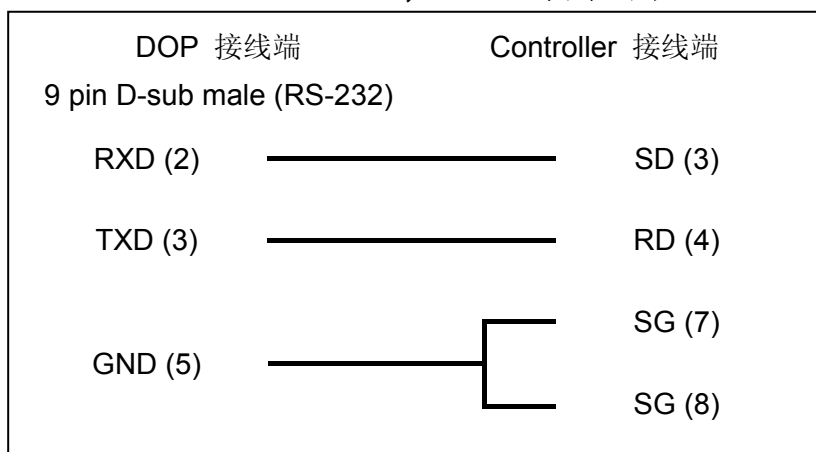 DOP 接线端 Controller 接线端
9 pin D-sub male (RS-232)
RXD (2) SD (3)
TXD (3) RD (4)
SG (7)
GND (5)
SG (8)